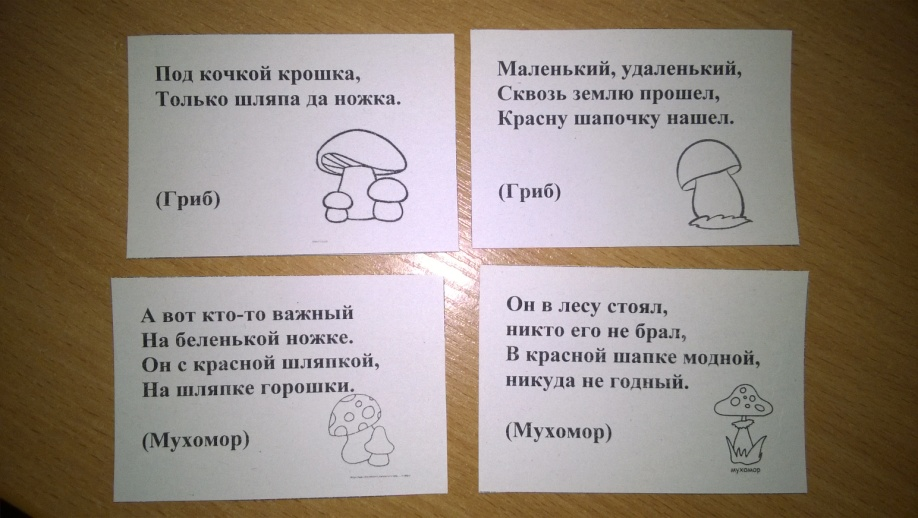 Под кочкой крошка,
Только шляпа да ножка.
(Гриб)
Маленький, удаленький,
Сквозь землю прошел,
Красну шапочку нашел.
(Гриб)
А вот кто-то важный
На беленькой ножке.
Он с красной шляпкой,
На шляпке горошки.
(Мухомор)
Он в лесу стоял,
никто его не брал,
В красной шапке модной,
никуда не годный.
(Мухомор)
мухомор